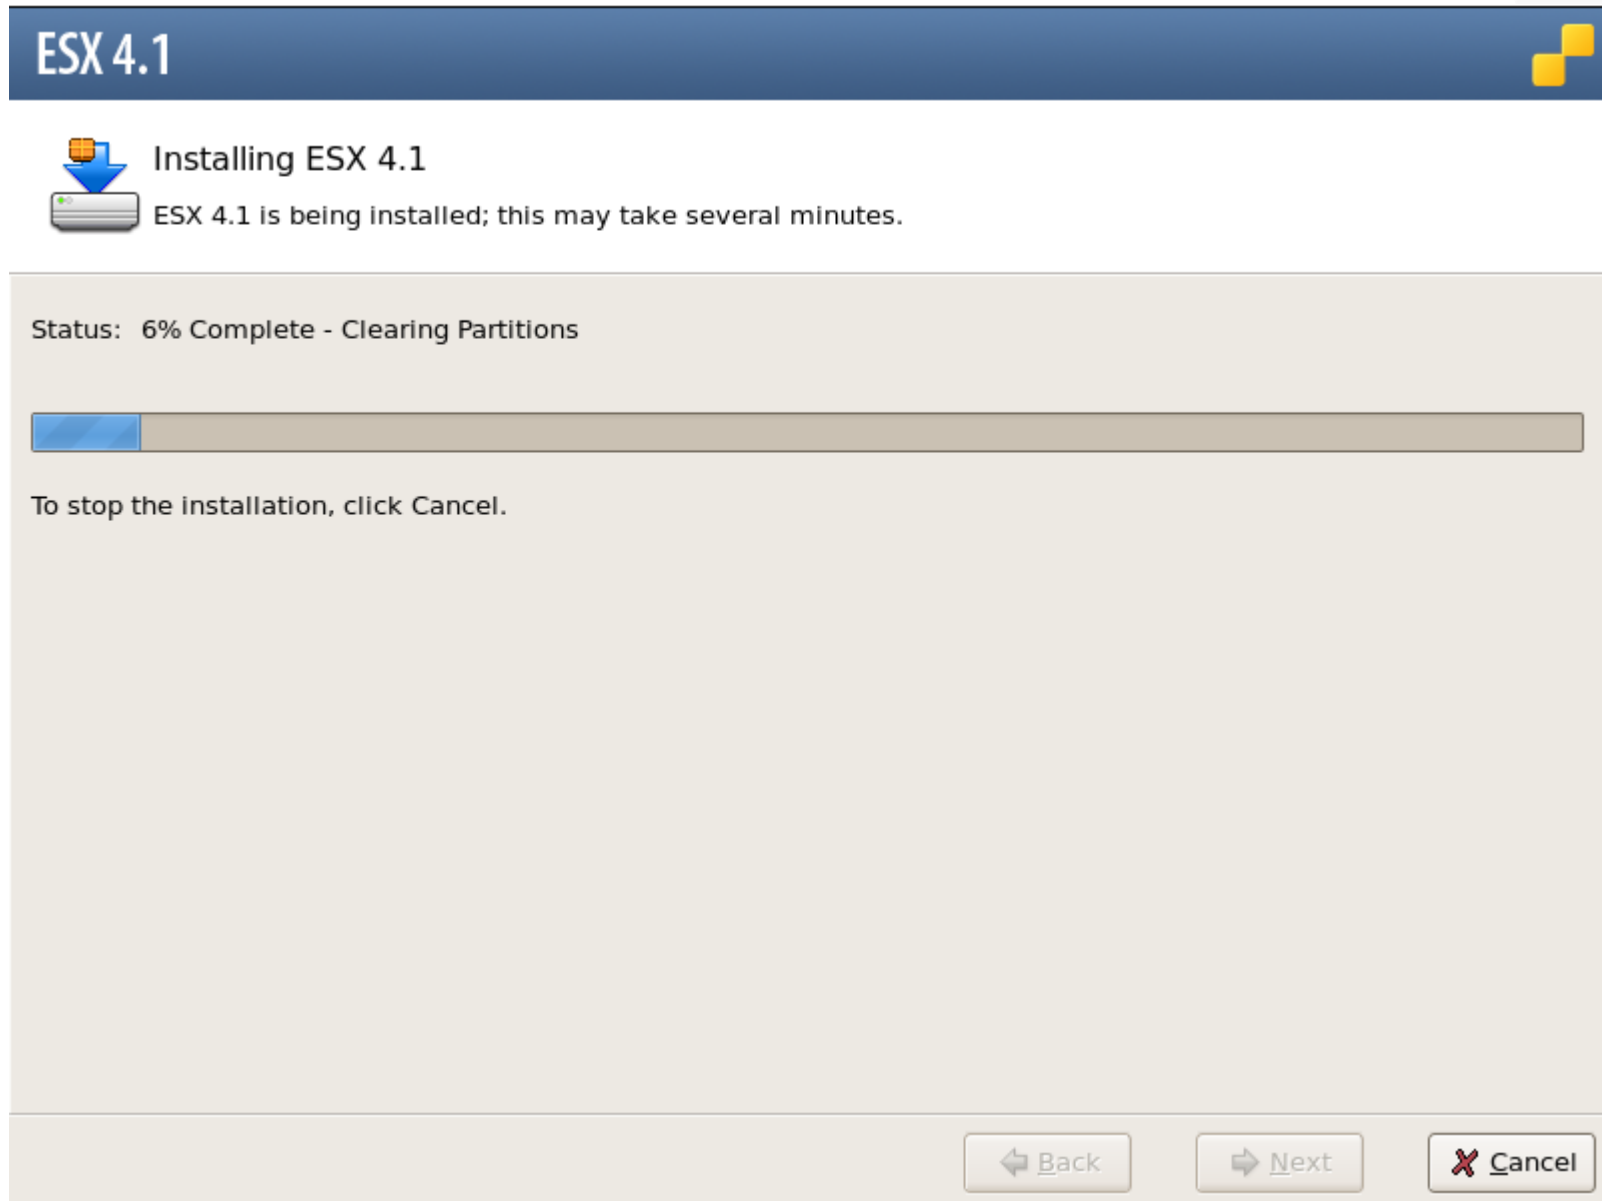 ESX 4.1
Installing ESX 4.1
ESX 4.1 is being installed; this may take several minutes.
Status: 6% Complete - Clearing Partitions
To stop the installation, click Cancel.
Back Next Cancel